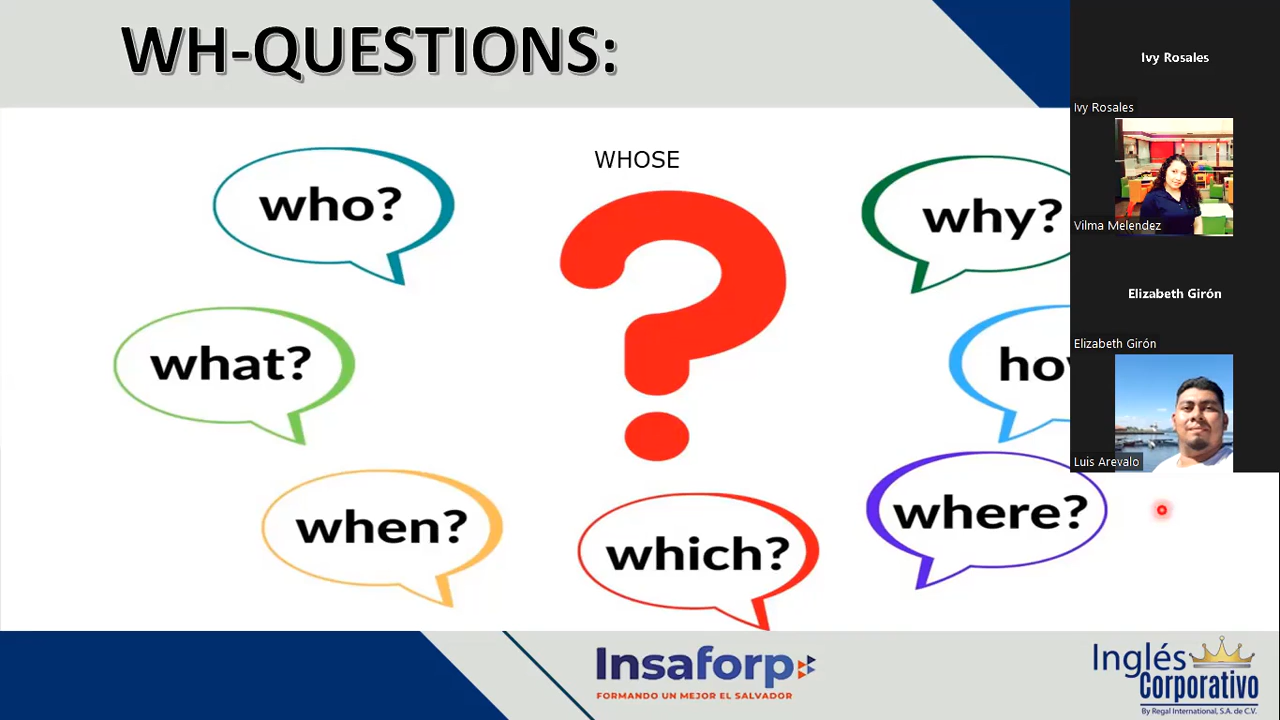 WH-QUESTIONS:
WHOSE
who?
why?
what?
ho
when?
which?
where?
Ivy Rosales
Ivy Rosales
Vilma Melendez
Elizabeth Girón
Elizabeth Girón
Luis Arevalo
Insaforp
FORMANDO UN MEJOR EL SALVADOR
Inglés
Corporativo
By Regal International, S.A. de C.V.